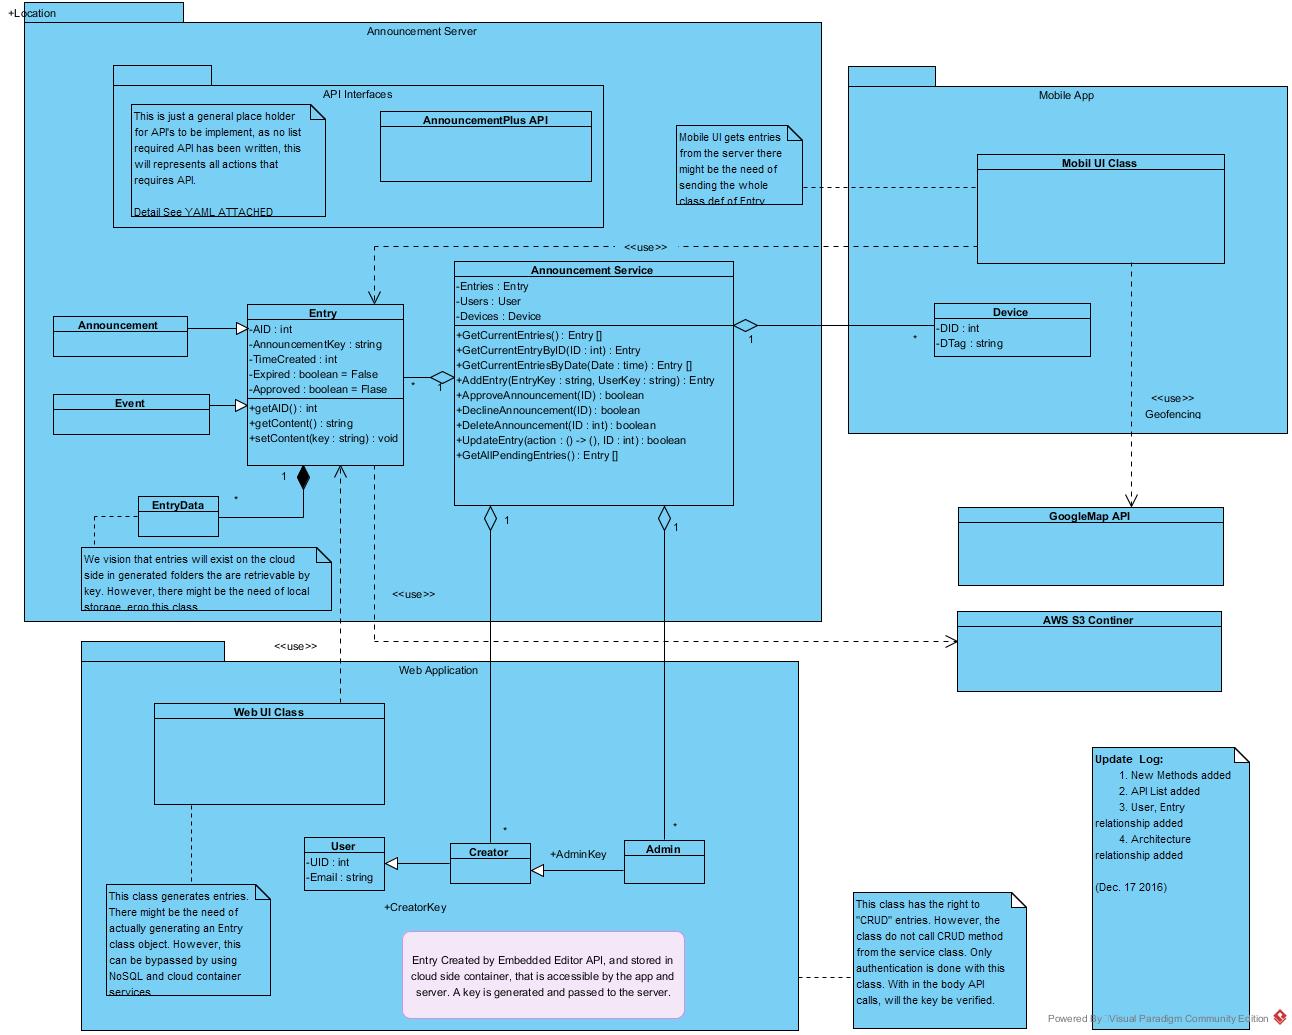 +Location
Announcement Server
API Interfaces
This is just a general place holder
for API's to be implement, as no list
required API has been written, this
will represents all actions that
requires API.
Detail See YAML ATTACHED
AnnouncementPlus API
Mobile UI gets entries
from the server there
might be the need of
sending the whole
class def of Entry
Mobile App
Mobil UI Class
<<use>>
Announcement Service
-Entries : Entry
-Users : User
-Devices : Device
+GetCurrentEntries() : Entry []
+GetCurrentEntryByID(ID : int) : Entry
+GetCurrentEntriesByDate(Date : time) : Entry []
+AddEntry(EntryKey : string, UserKey : string) : Entry
+ApproveAnnouncement(ID) : boolean
+DeclineAnnouncement(ID) : boolean
+DeleteAnnouncement(ID : int) : boolean
+UpdateEntry(action : () -> (), ID : int) : boolean
+GetAllPendingEntries() : Entry []
Announcement
Event
Entry
-AID : int
-AnnouncementKey : string
-TimeCreated : int
-Expired : boolean = False
-Approved : boolean = Flase
+getAID() : int
+getContent() : string
+setContent(key : string) : void
*
1
1
*
Device
-DID : int
-DTag : string
<<use>>
Geofencing
1
*
EntryData
We vision that entries will exist on the cloud
side in generated folders the are retrievable by
key. However, there might be the need of local
storage, ergo this class.
1
1
GoogleMap API
<<use>>
AWS S3 Continer
<<use>>
Web Application
Web UI Class
*
*
User
-UID : int
-Email : string
Creator
+AdminKey
Admin
+CreatorKey
This class generates entries.
There might be the need of
actually generating an Entry
class object. However, this
can be bypassed by using
NoSQL and cloud container
services.
Entry Created by Embedded Editor API, and stored in
cloud side container, that is accessible by the app and
server. A key is generated and passed to the server.
This class has the right to
"CRUD" entries. However, the
class do not call CRUD method
from the service class. Only
authentication is done with this
class. With in the body API
calls, will the key be verified.
Update Log:
1. New Methods added
2. API List added
3. User, Entry
relationship added
4. Architecture
relationship added
(Dec. 17 2016)
Powered By Visual Paradigm Community Edition